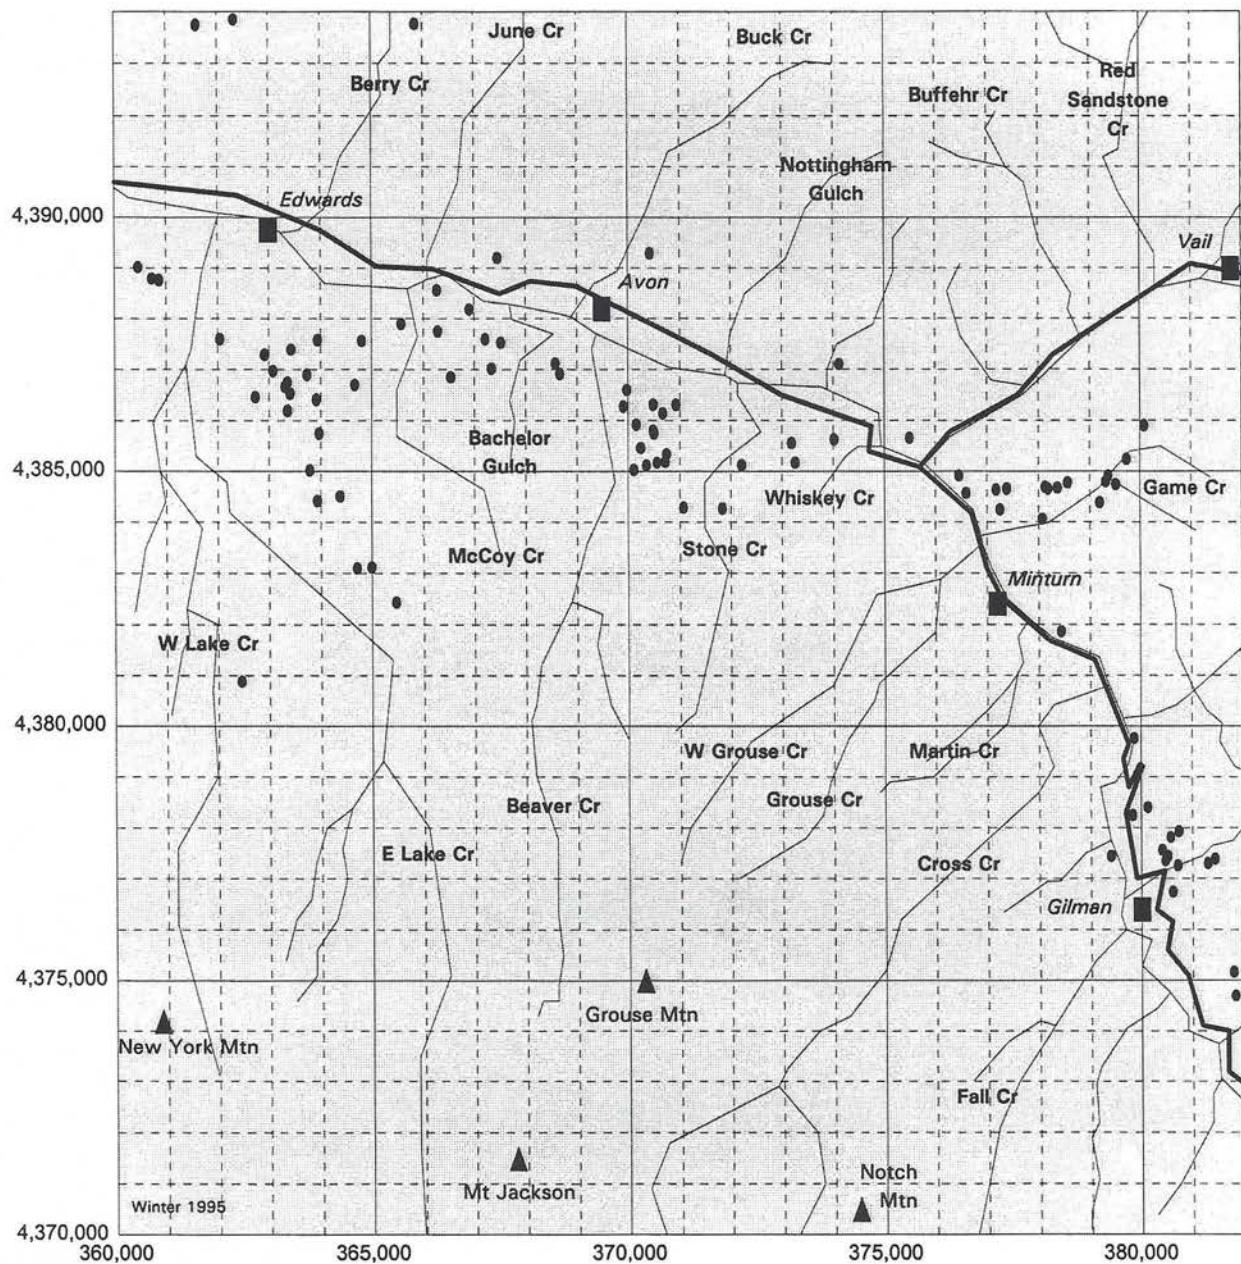 June Cr
Buck Cr
Berry Cr
Buffehr Cr
Red
Sandstone
Cr
Nottingham
Gulch
4,390,000
Edwards
Vail
Avon
Bachelor
Gulch
4,385,000
Whiskey Cr
Game Cr
McCoy Cr
Stone Cr
Minturn
W Lake Cr
4,380,000
W Grouse Cr
Martin Cr
Beaver Cr
Grouse Cr
E Lake Cr
Cross Cr
Gilman
4,375,000
Grouse Mtn
New York Mtn
Fall Cr
Mt Jackson
Notch
Mtn
Winter 1995
4,370,000
360,000
365,000
370,000
375,000
380,000